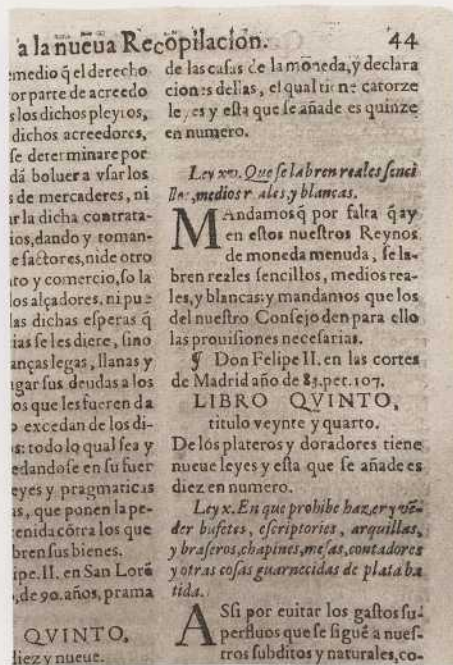 a la nueua Recopilacion. 44
emedio q̃ el derecho
or parte de acreedo
s los dichos pleytos,
dichos acreedores,
se determinare por
dá boluer a vsar los
s de mercaderes, ni
ar la dicha contrata-
ios, dando y toman-
e factores, ni de otro
to y comercio, so la
los alçadores, ni pue
las dichas esperas q̃
ias se les diere, sino
anças legas, llanas y
gar sus deudas a los
os que les fueren da
o excedan de los di-
s: todo lo qual sea y
edandose en su fuer
eyes y pragmaticas
as, que ponen la pe-
tenida cõtra los que
bren sus bienes.
ipe. II. en San Lorẽ
o, de 90. años, prama
QVINTO,
diez y nueue.
de las casas de la moneda, y declara
ciones dellas, el qual tiene catorze
leyes y esta que se añade es quinze
en numero.
Ley xv. Que se labren reales senci
llos, medios reales, y blancas.
MAndamos q̃ por falta q̃ ay
en estos nuestros Reynos
de moneda menuda, se la-
bren reales sencillos, medios rea-
les, y blancas: y mandamos que los
del nuestro Consejo den para ello
las prouisiones necesarias.
¶ Don Felipe II. en las cortes
de Madrid año de 83. pet. 107.
LIBRO QVINTO,
titulo veynte y quarto.
De los plateros y doradores tiene
nueue leyes y esta que se añade es
diez en numero.
Ley x. En que prohibe hazer y vẽ-
der bufetes, escriptorios, arquillas,
y braseros, chapines, mesas, contadores
y otras cosas guarnecidas de plata ba
tida.
ASsi por euitar los gastos su-
perfluos que se siguẽ a nues-
tros subditos y naturales, co-